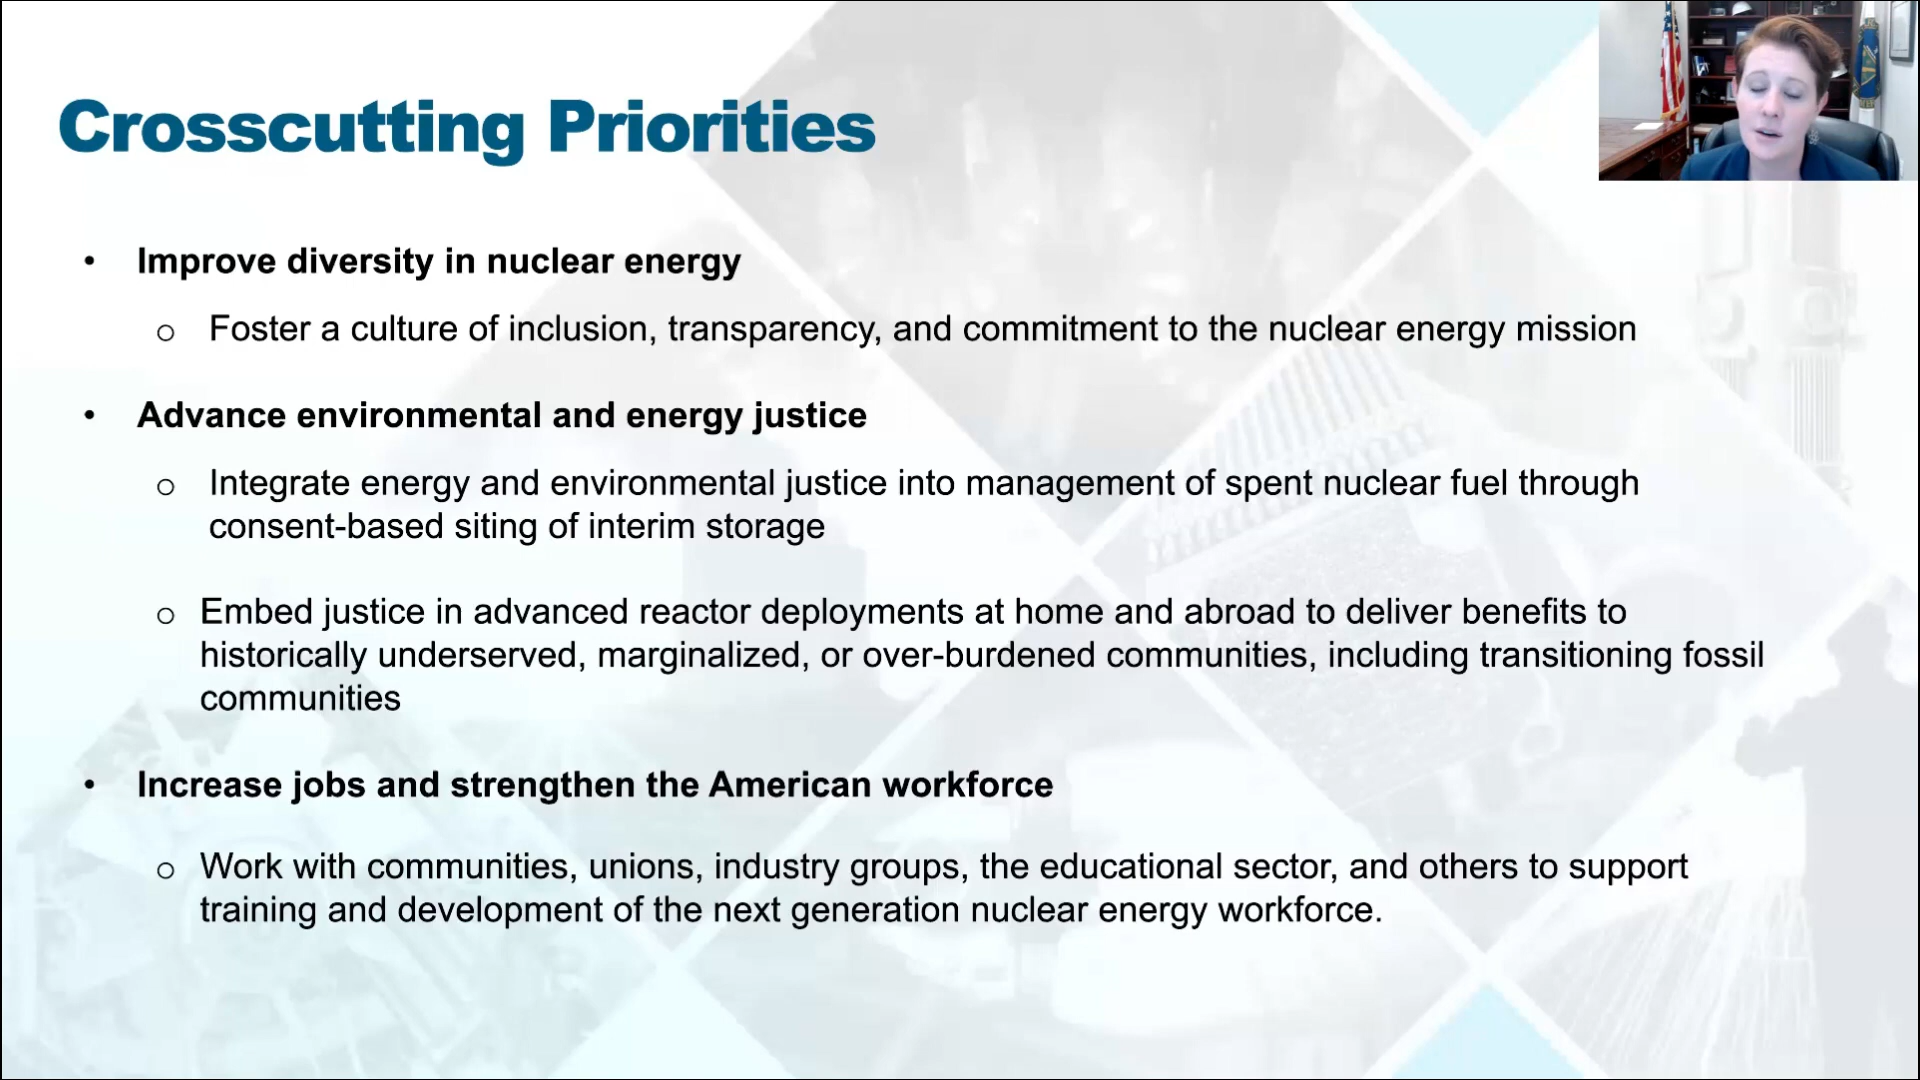 Crosscutting Priorities
• Improve diversity in nuclear energy
o Foster a culture of inclusion, transparency, and commitment to the nuclear energy mission
• Advance environmental and energy justice
o Integrate energy and environmental justice into management of spent nuclear fuel through
consent-based siting of interim storage
o Embed justice in advanced reactor deployments at home and abroad to deliver benefits to
historically underserved, marginalized, or over-burdened communities, including transitioning fossil
communities
• Increase jobs and strengthen the American workforce
o Work with communities, unions, industry groups, the educational sector, and others to support
training and development of the next generation nuclear energy workforce.